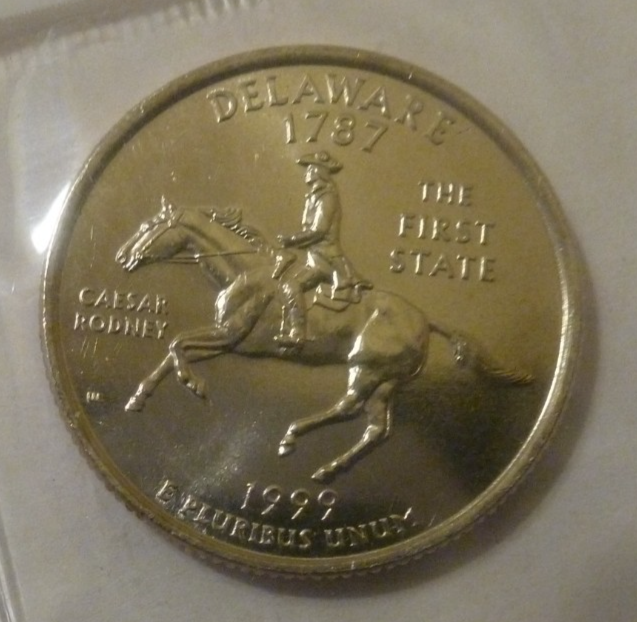 DELAWARE
1787
THE
FIRST
STATE
CAESAR
RODNEY
1999
E PLURIBUS UNUM